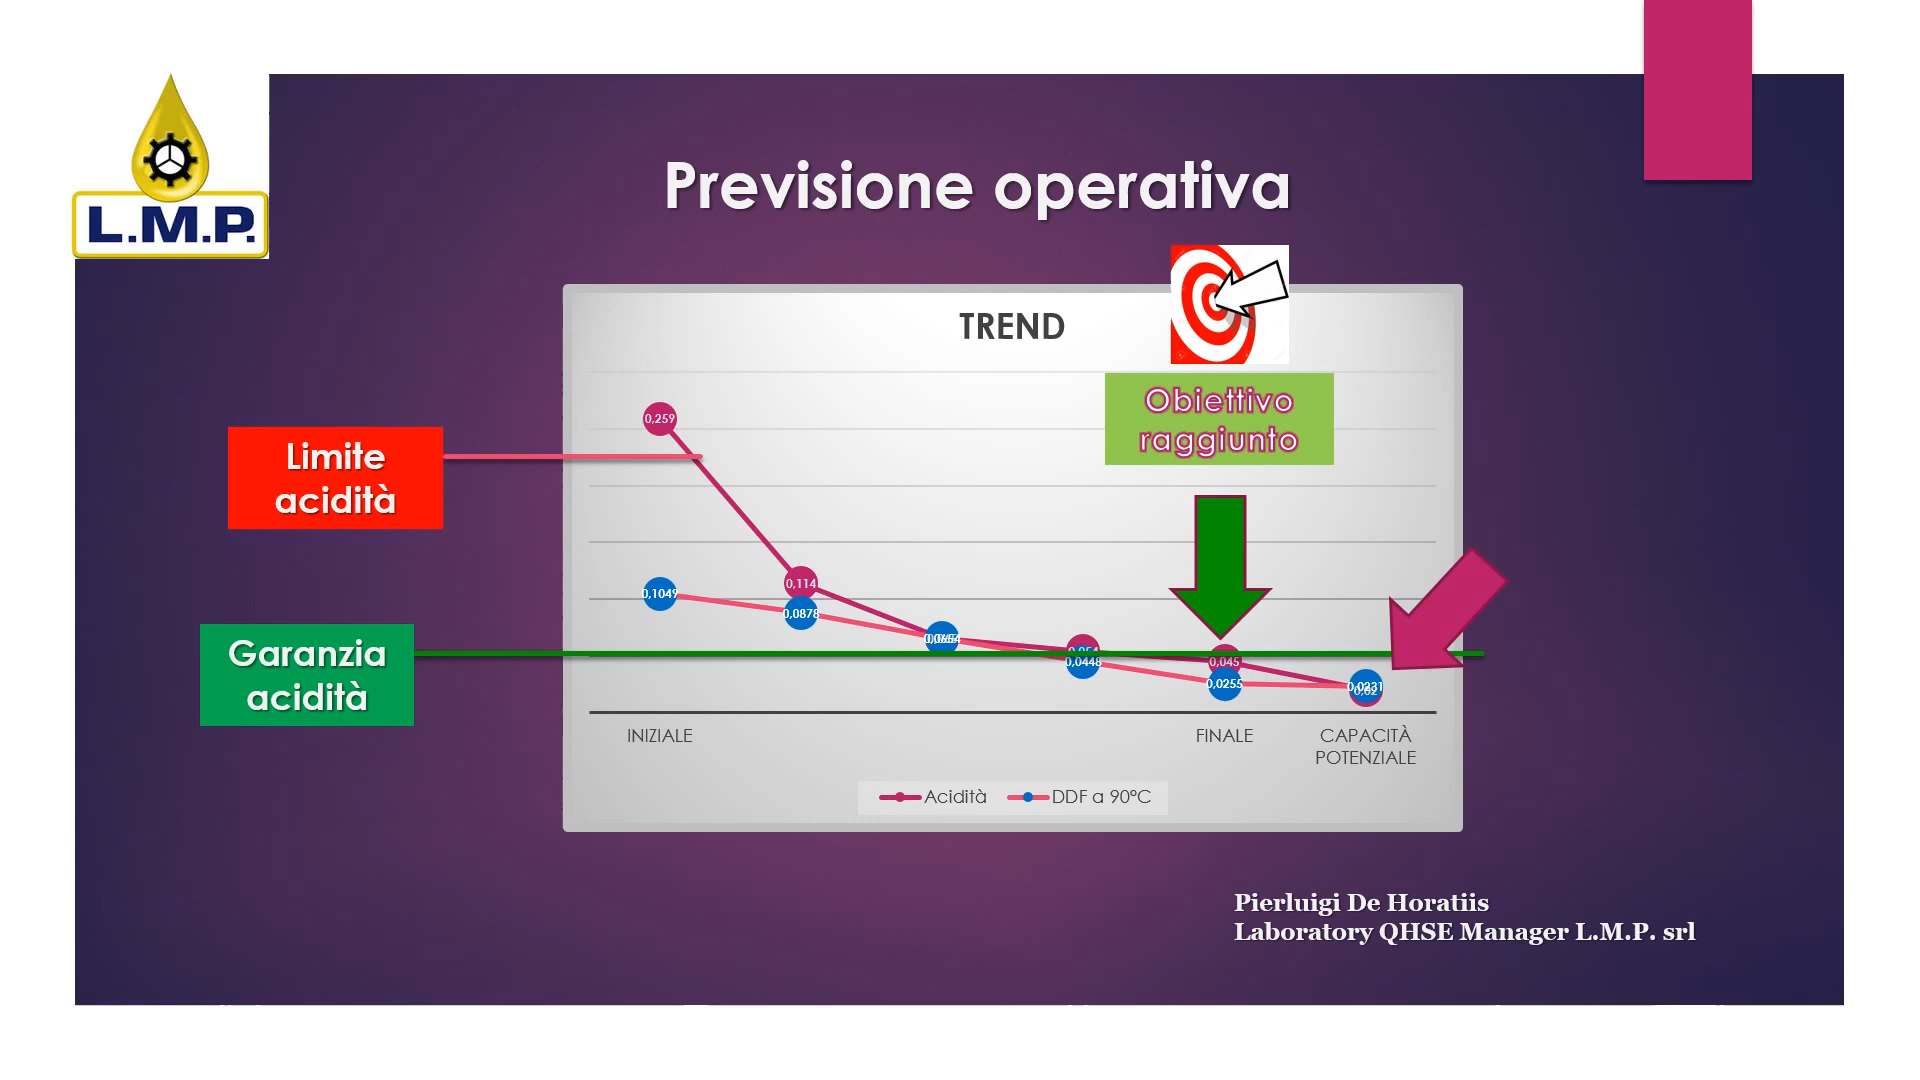 L.M.P.
Previsione operativa
TREND
Obiettivo
raggiunto
0,259
Limite
acidità
0,114
0,1049
0,0878
0,0448
0,045
0,0255
0,0231
Garanzia
acidità
INIZIALE
FINALE
CAPACITÀ
POTENZIALE
Acidità
DDF a 90°C
Pierluigi De Horatiis
Laboratory QHSE Manager L.M.P. srl